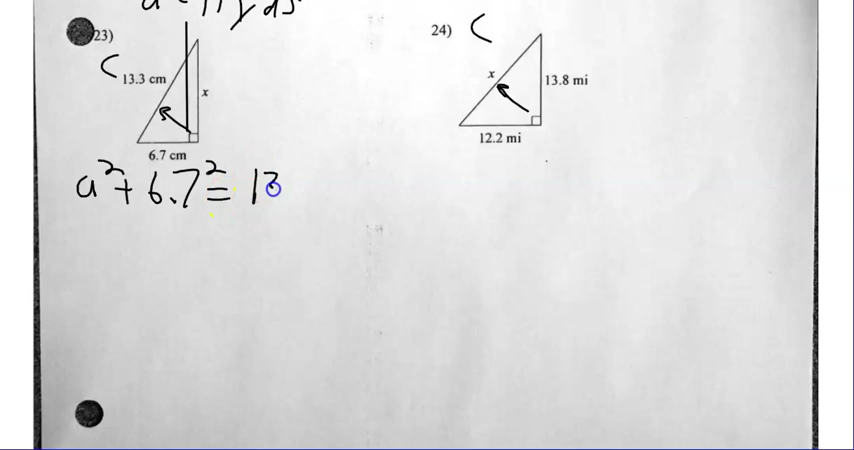 23)
C 13.3 cm
x
6.7 cm
a² + 6.7² = 13
24) C
x
13.8 mi
12.2 mi